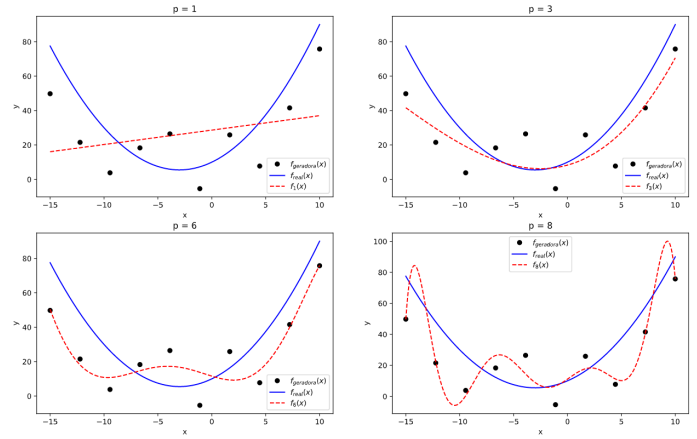 p = 1
80
60
40
20
0
y
−15
−10
−5
0
5
10
x
f_geradora(x)
f_real(x)
f_1(x)
p = 3
80
60
40
20
0
y
−15
−10
−5
0
5
10
x
f_geradora(x)
f_real(x)
f_3(x)
p = 6
80
60
40
20
0
y
−15
−10
−5
0
5
10
x
f_geradora(x)
f_real(x)
f_6(x)
p = 8
100
80
60
40
20
0
y
−15
−10
−5
0
5
10
x
f_geradora(x)
f_real(x)
f_8(x)